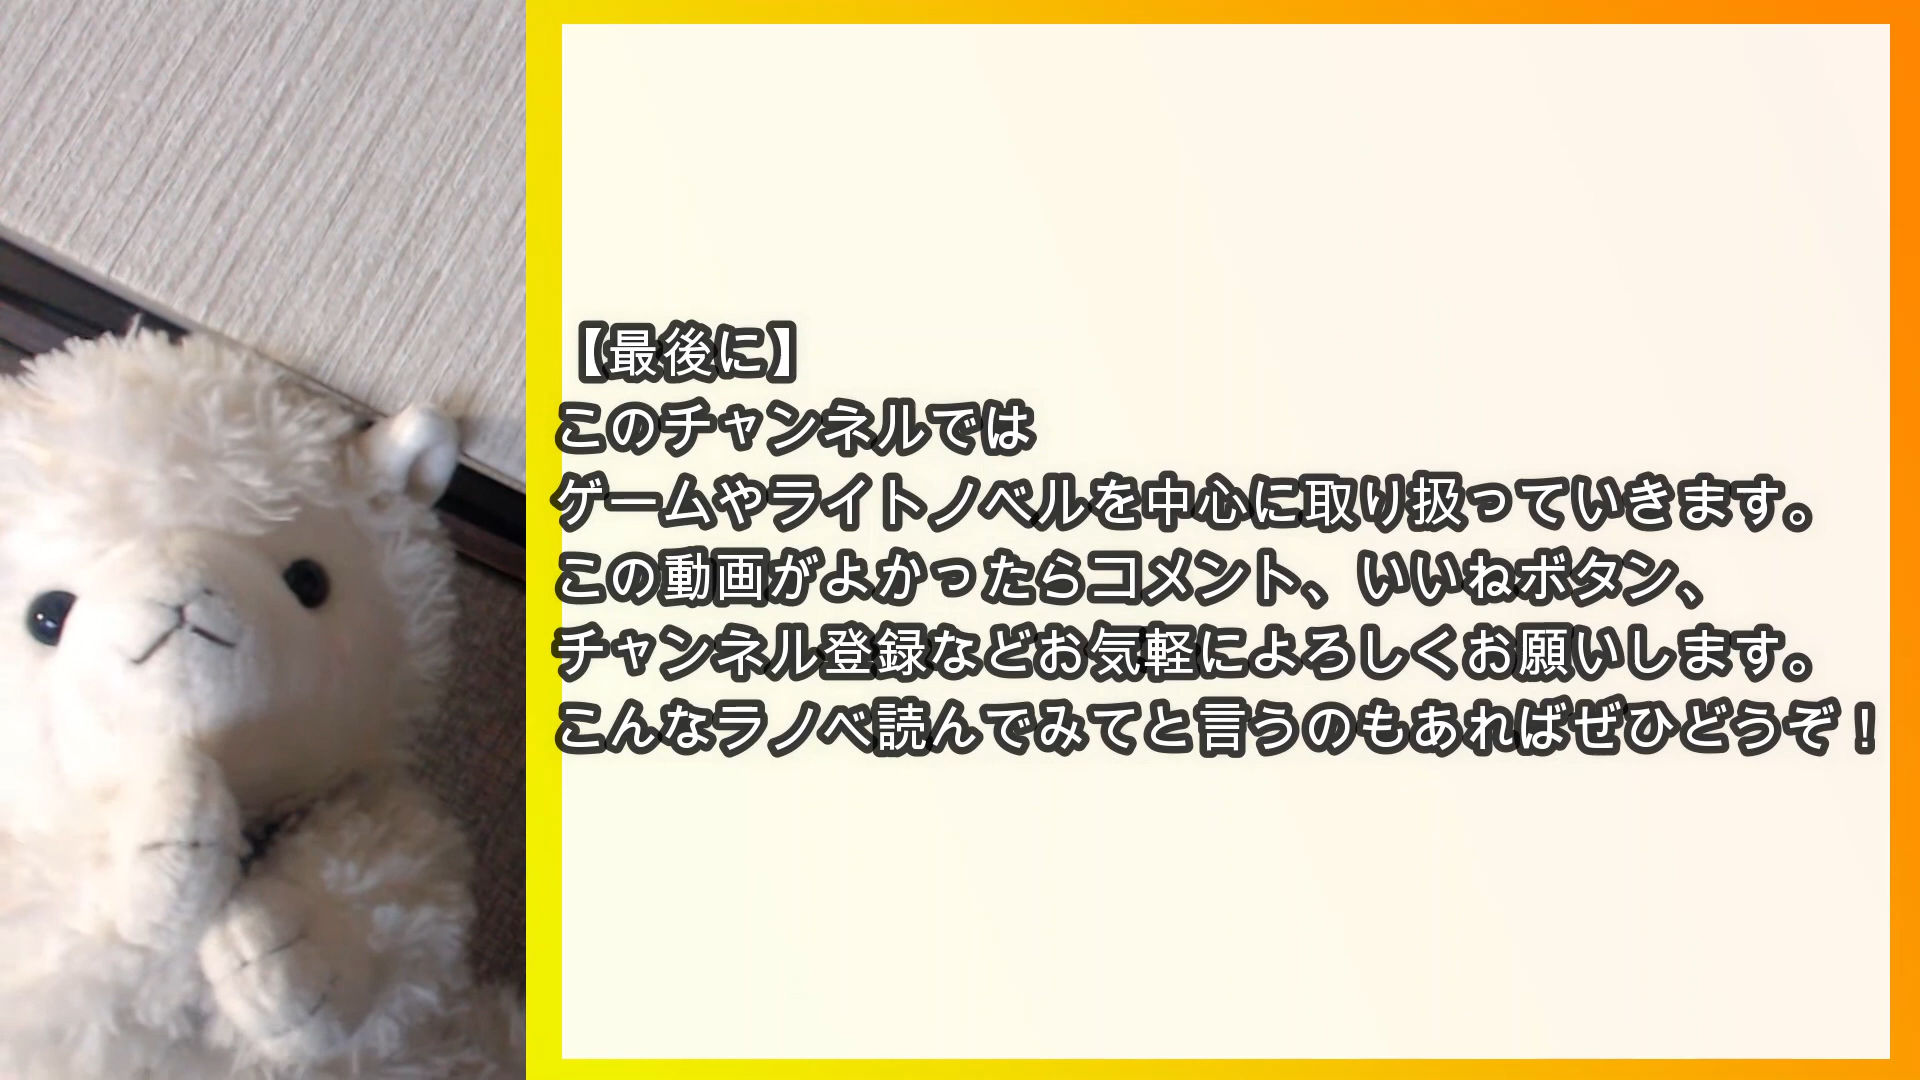 【最後に】
このチャンネルでは
ゲームやライトノベルを中心に取り扱っていきます。
この動画がよかったらコメント、いいねボタン、
チャンネル登録などお気軽によろしくお願いします。
こんなラノベ読んでみてと言うのもあればぜひどうぞ！